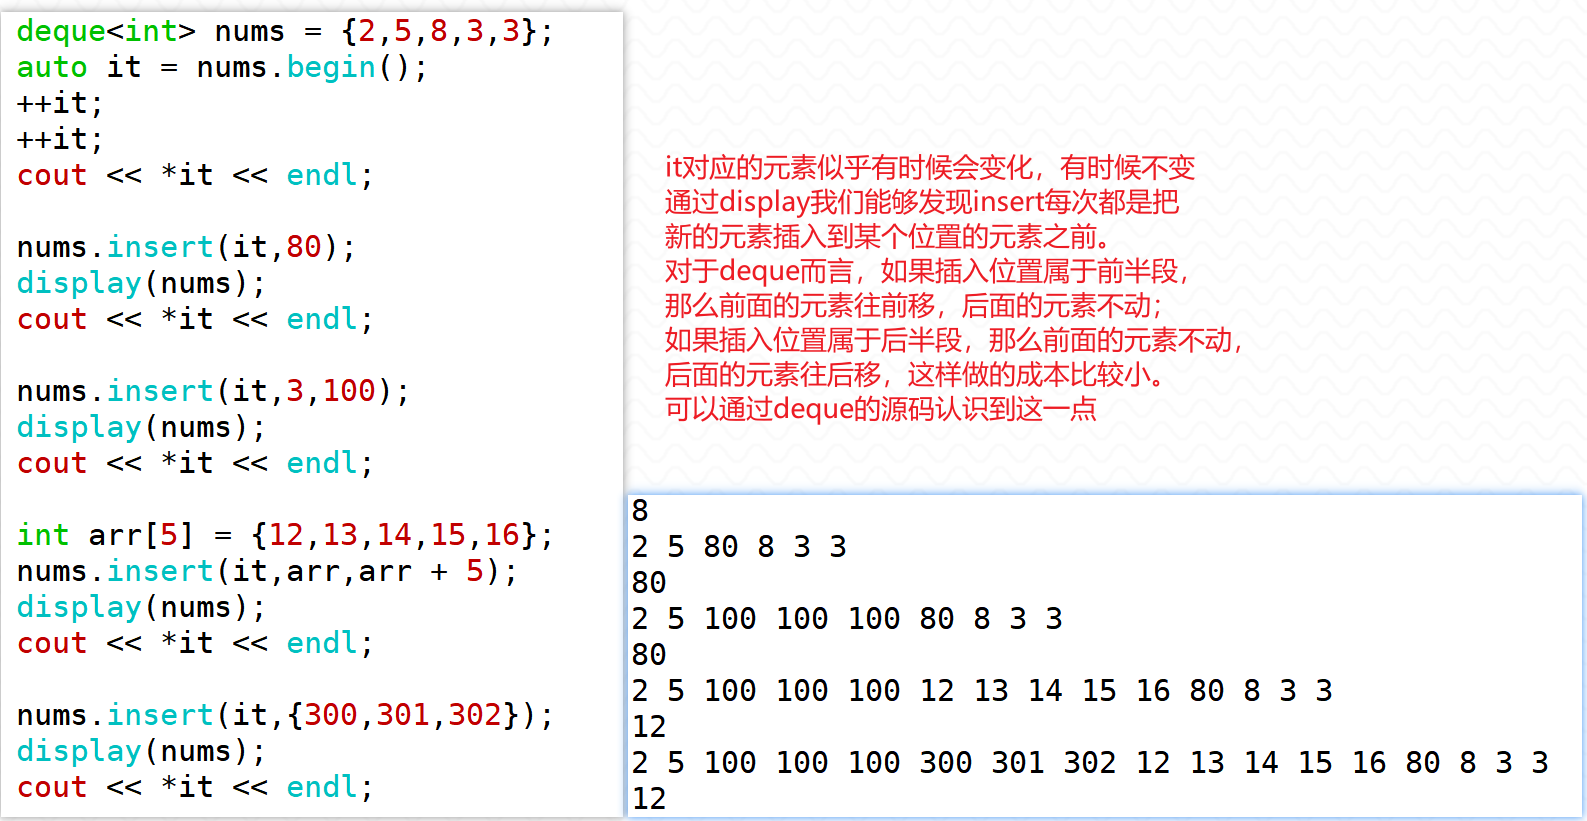 deque<int> nums = {2,5,8,3,3};
auto it = nums.begin();
++it;
++it;
cout << *it << endl;
nums.insert(it,80);
display(nums);
cout << *it << endl;
nums.insert(it,3,100);
display(nums);
cout << *it << endl;
int arr[5] = {12,13,14,15,16};
nums.insert(it,arr,arr + 5);
display(nums);
cout << *it << endl;
nums.insert(it,{300,301,302});
display(nums);
cout << *it << endl;
it对应的元素似乎有时候会变化，有时候不变
通过display我们能够发现insert每次都是把
新的元素插入到某个位置的元素之前。
对于deque而言，如果插入位置属于前半段，
那么前面的元素往前移，后面的元素不动；
如果插入位置属于后半段，那么前面的元素不动，
后面的元素往后移，这样做的成本比较小。
可以通过deque的源码认识到这一点
8
2 5 80 8 3 3
80
2 5 100 100 100 80 8 3 3
80
2 5 100 100 100 12 13 14 15 16 80 8 3 3
12
2 5 100 100 100 300 301 302 12 13 14 15 16 80 8 3 3
12